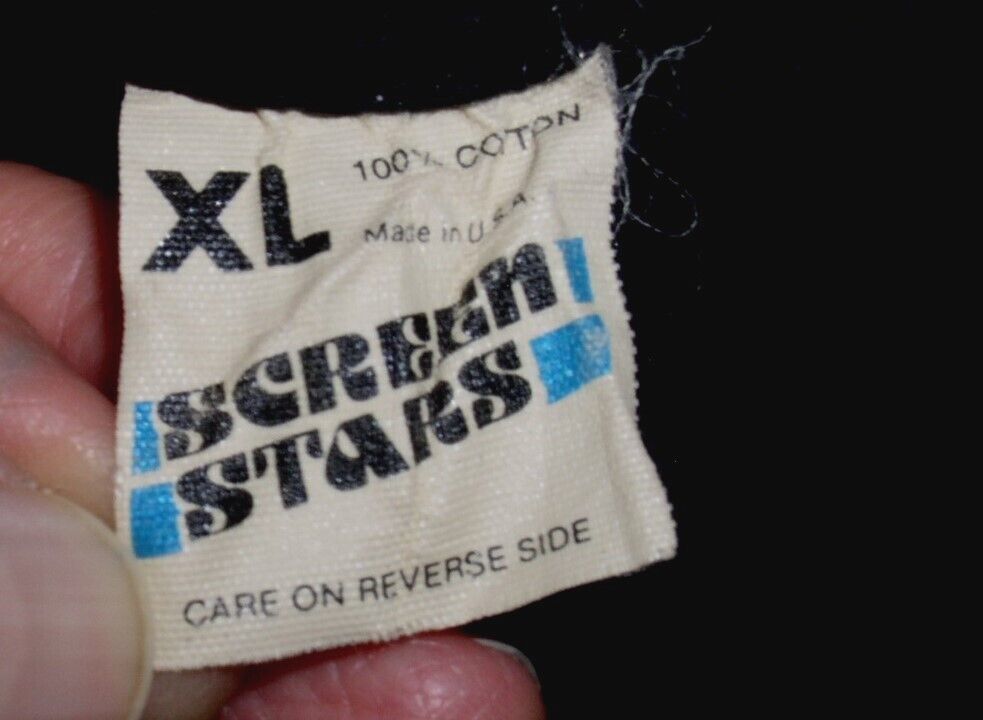 XL
100% COTTON
Made in U.S.A.
SCREEN
STARS
CARE ON REVERSE SIDE